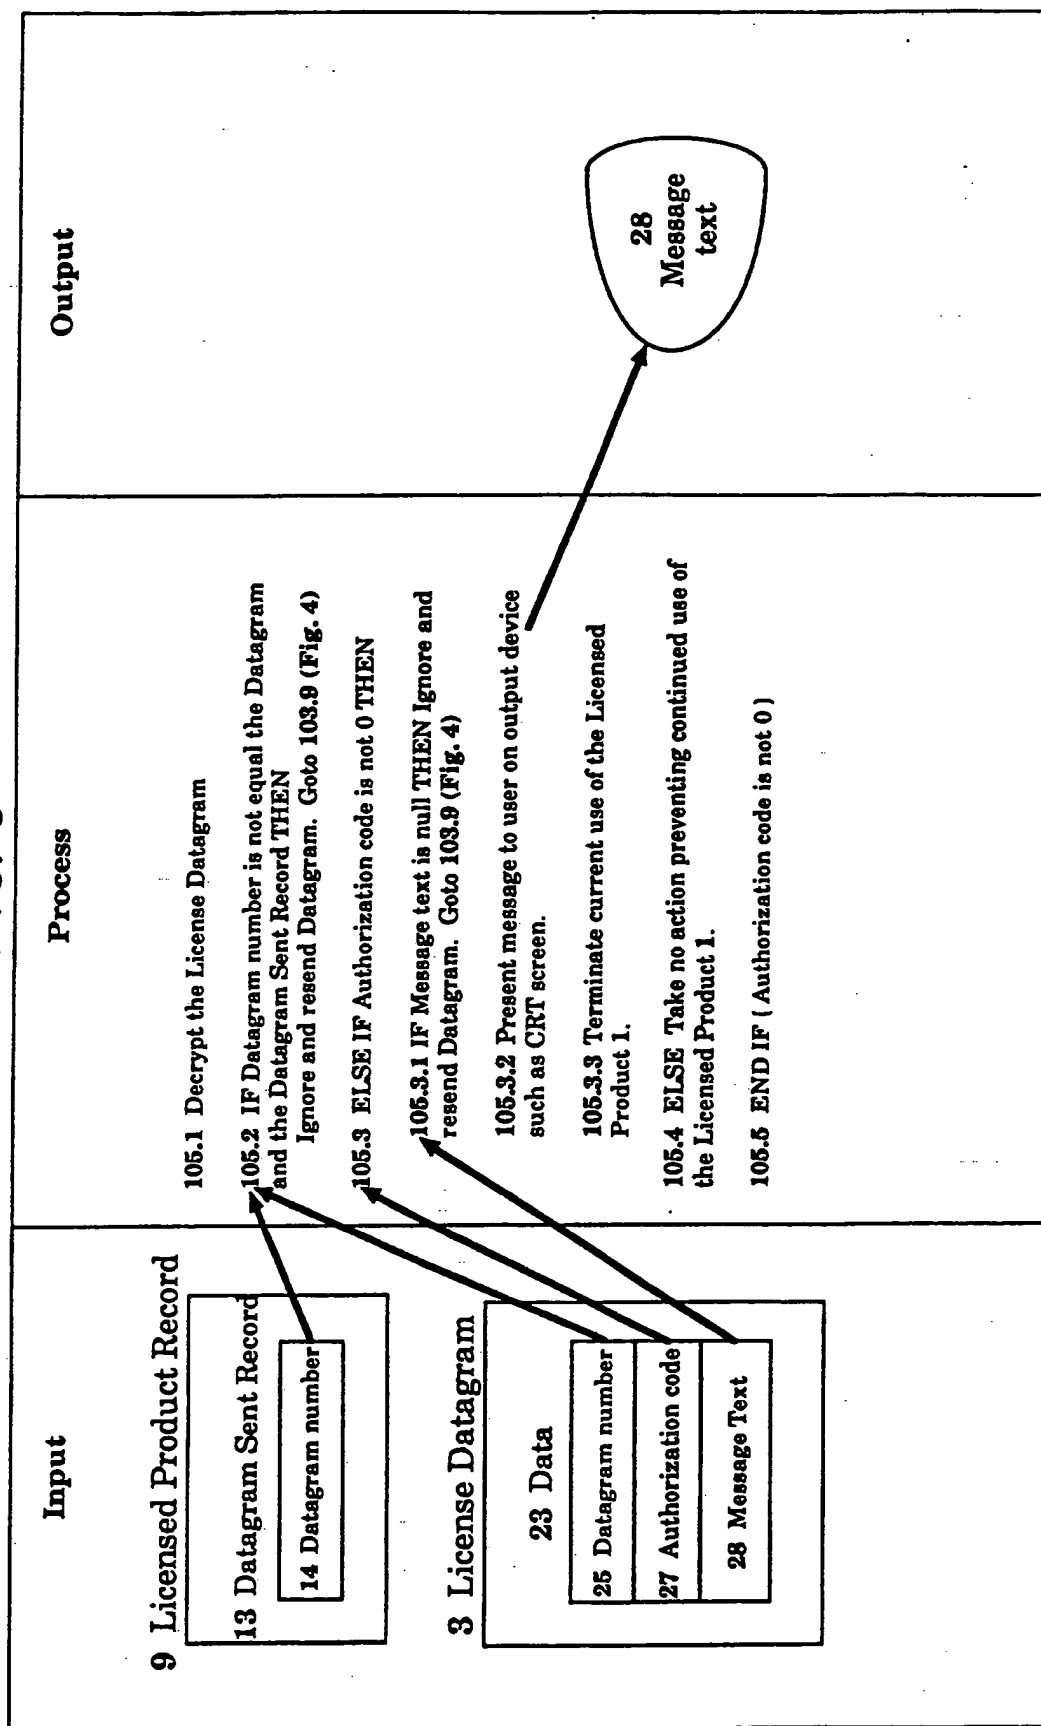 Input
Process
Output
9 Licensed Product Record
13 Datagram Sent Record
14 Datagram number
3 License Datagram
23 Data
25 Datagram number
27 Authorization code
28 Message Text
105.1 Decrypt the License Datagram
105.2 IF Datagram number is not equal the Datagram
and the Datagram Sent Record THEN
Ignore and resend Datagram. Goto 103.9 (Fig. 4)
105.3 ELSE IF Authorization code is not 0 THEN
105.3.1 IF Message text is null THEN Ignore and
resend Datagram. Goto 103.9 (Fig. 4)
105.3.2 Present message to user on output device
such as CRT screen.
105.3.3 Terminate current use of the Licensed
Product 1.
105.4 ELSE Take no action preventing continued use of
the Licensed Product 1.
105.5 END IF ( Authorization code is not 0 )
28
Message
text